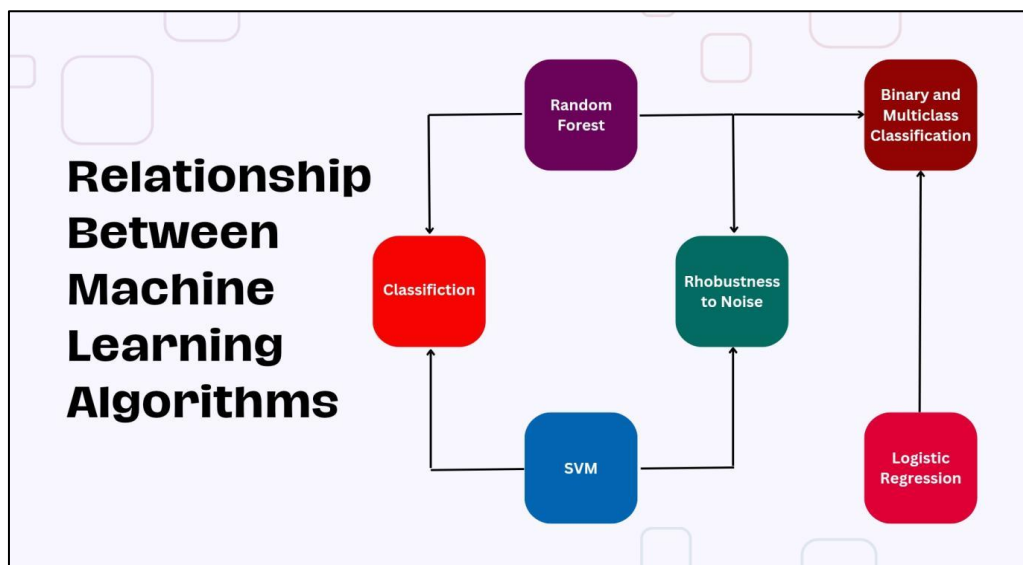 Relationship
Between
Machine
Learning
Algorithms
Random
Forest
Binary and
Multiclass
Classification
Classifiction
Rhobustness
to Noise
SVM
Logistic
Regression